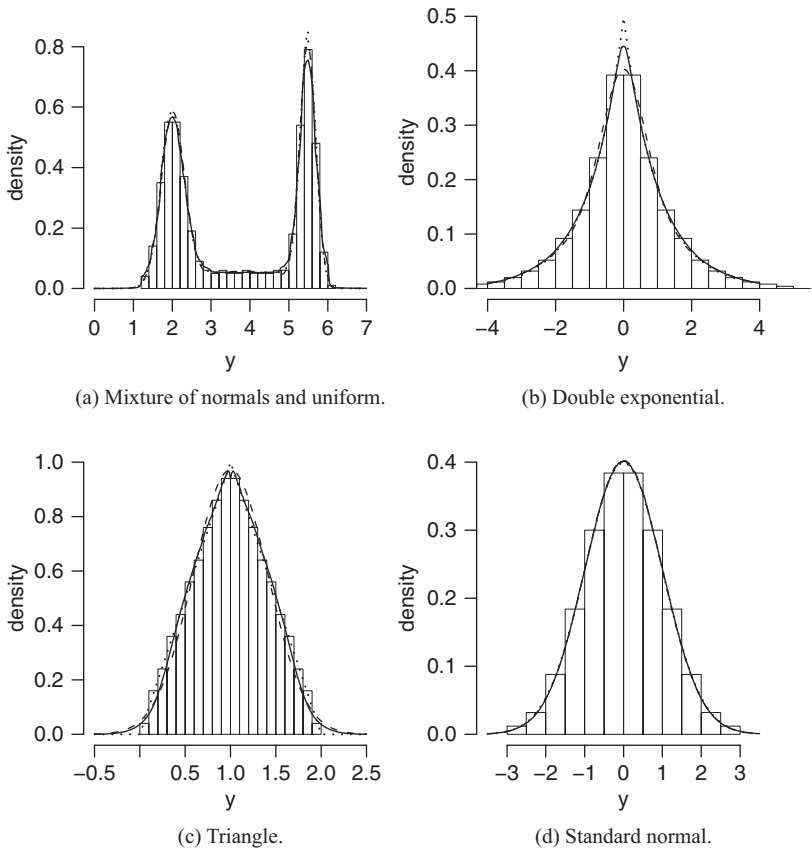 0.8
0.6
0.4
0.2
0.0
density
0 1 2 3 4 5 6 7
y
(a) Mixture of normals and uniform.
0.5
0.4
0.3
0.2
0.1
0.0
density
−4 −2 0 2 4
y
(b) Double exponential.
1.0
0.8
0.6
0.4
0.2
0.0
density
−0.5 0.5 1.0 1.5 2.0 2.5
y
(c) Triangle.
0.4
0.3
0.2
0.1
0.0
density
−3 −2 −1 0 1 2 3
y
(d) Standard normal.